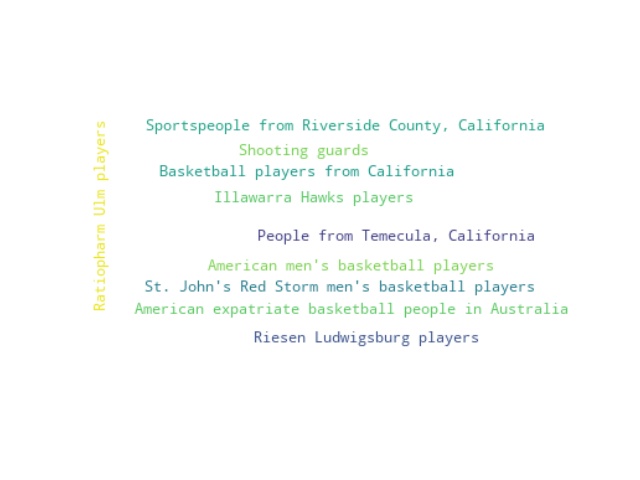 Ratiopharm Ulm players
Sportspeople from Riverside County, California
Shooting guards
Basketball players from California
Illawarra Hawks players
People from Temecula, California
American men's basketball players
St. John's Red Storm men's basketball players
American expatriate basketball people in Australia
Riesen Ludwigsburg players